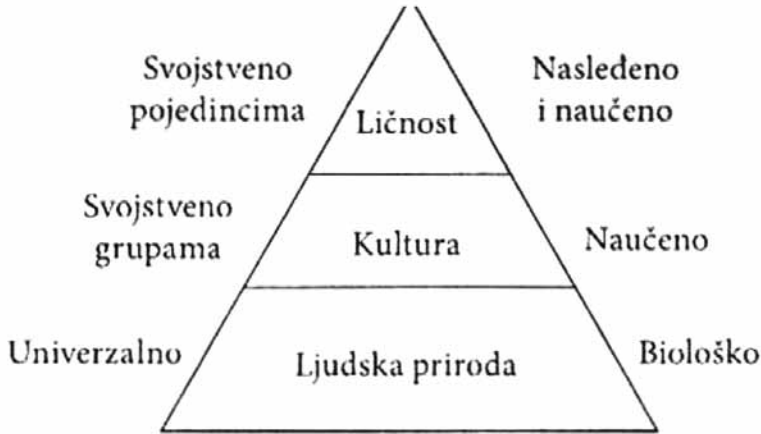 Svojstveno
pojedincima
Ličnost
Nasleđeno
i naučeno
Svojstveno
grupama
Kultura
Naučeno
Univerzalno
Ljudska priroda
Biološko